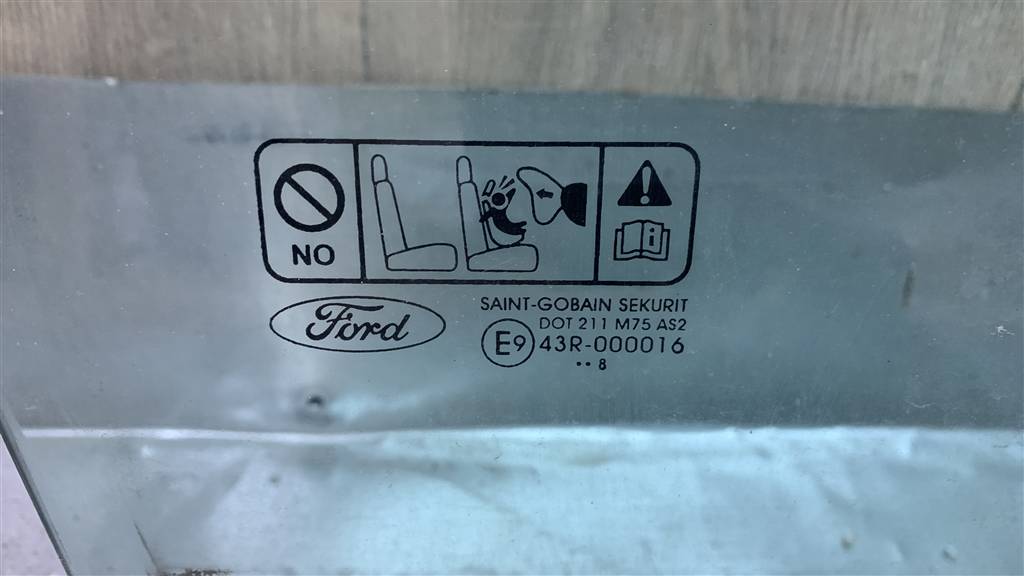 NO
Ford
SAINT-GOBAIN SEKURIT
DOT 211 M75 AS2
E9 43R-000016
•• 8